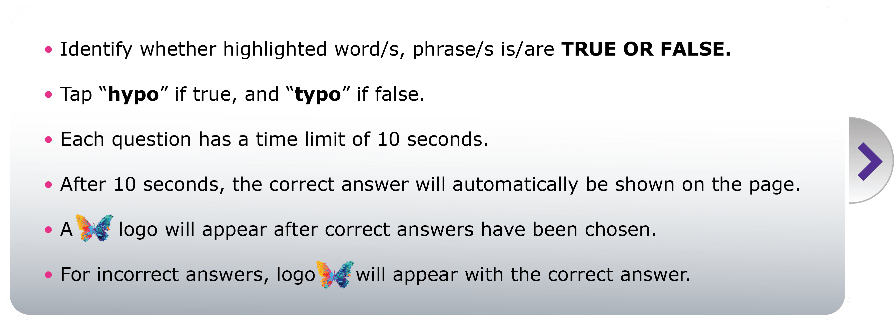 • Identify whether highlighted word/s, phrase/s is/are TRUE OR FALSE.
• Tap “hypo” if true, and “typo” if false.
• Each question has a time limit of 10 seconds.
• After 10 seconds, the correct answer will automatically be shown on the page.
• A logo will appear after correct answers have been chosen.
• For incorrect answers, logo will appear with the correct answer.